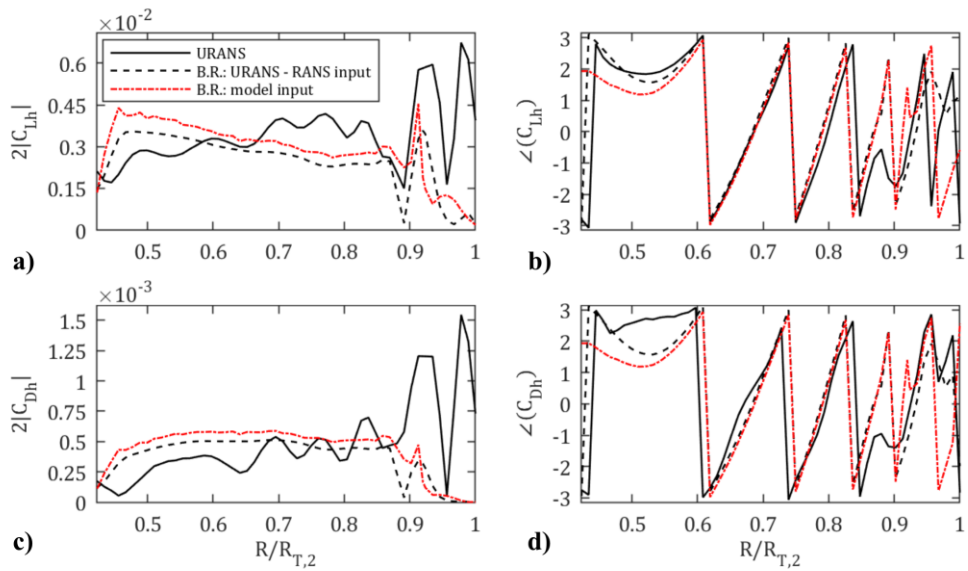 ×10⁻²
2|C_Lh|
0.6
0.45
0.3
0.15
0
URANS
B.R.: URANS - RANS input
B.R.: model input
0.5 0.6 0.7 0.8 0.9 1
a)
∠(C_Lh)
3
2
1
0
-1
-2
-3
0.5 0.6 0.7 0.8 0.9 1
b)
×10⁻³
2|C_Dh|
1.5
1.25
0.75
0.5
0.25
0
0.5 0.6 0.7 0.8 0.9 1
R/R_T,2
c)
∠(C_Dh)
3
2
1
0
-1
-2
-3
0.5 0.6 0.7 0.8 0.9 1
R/R_T,2
d)